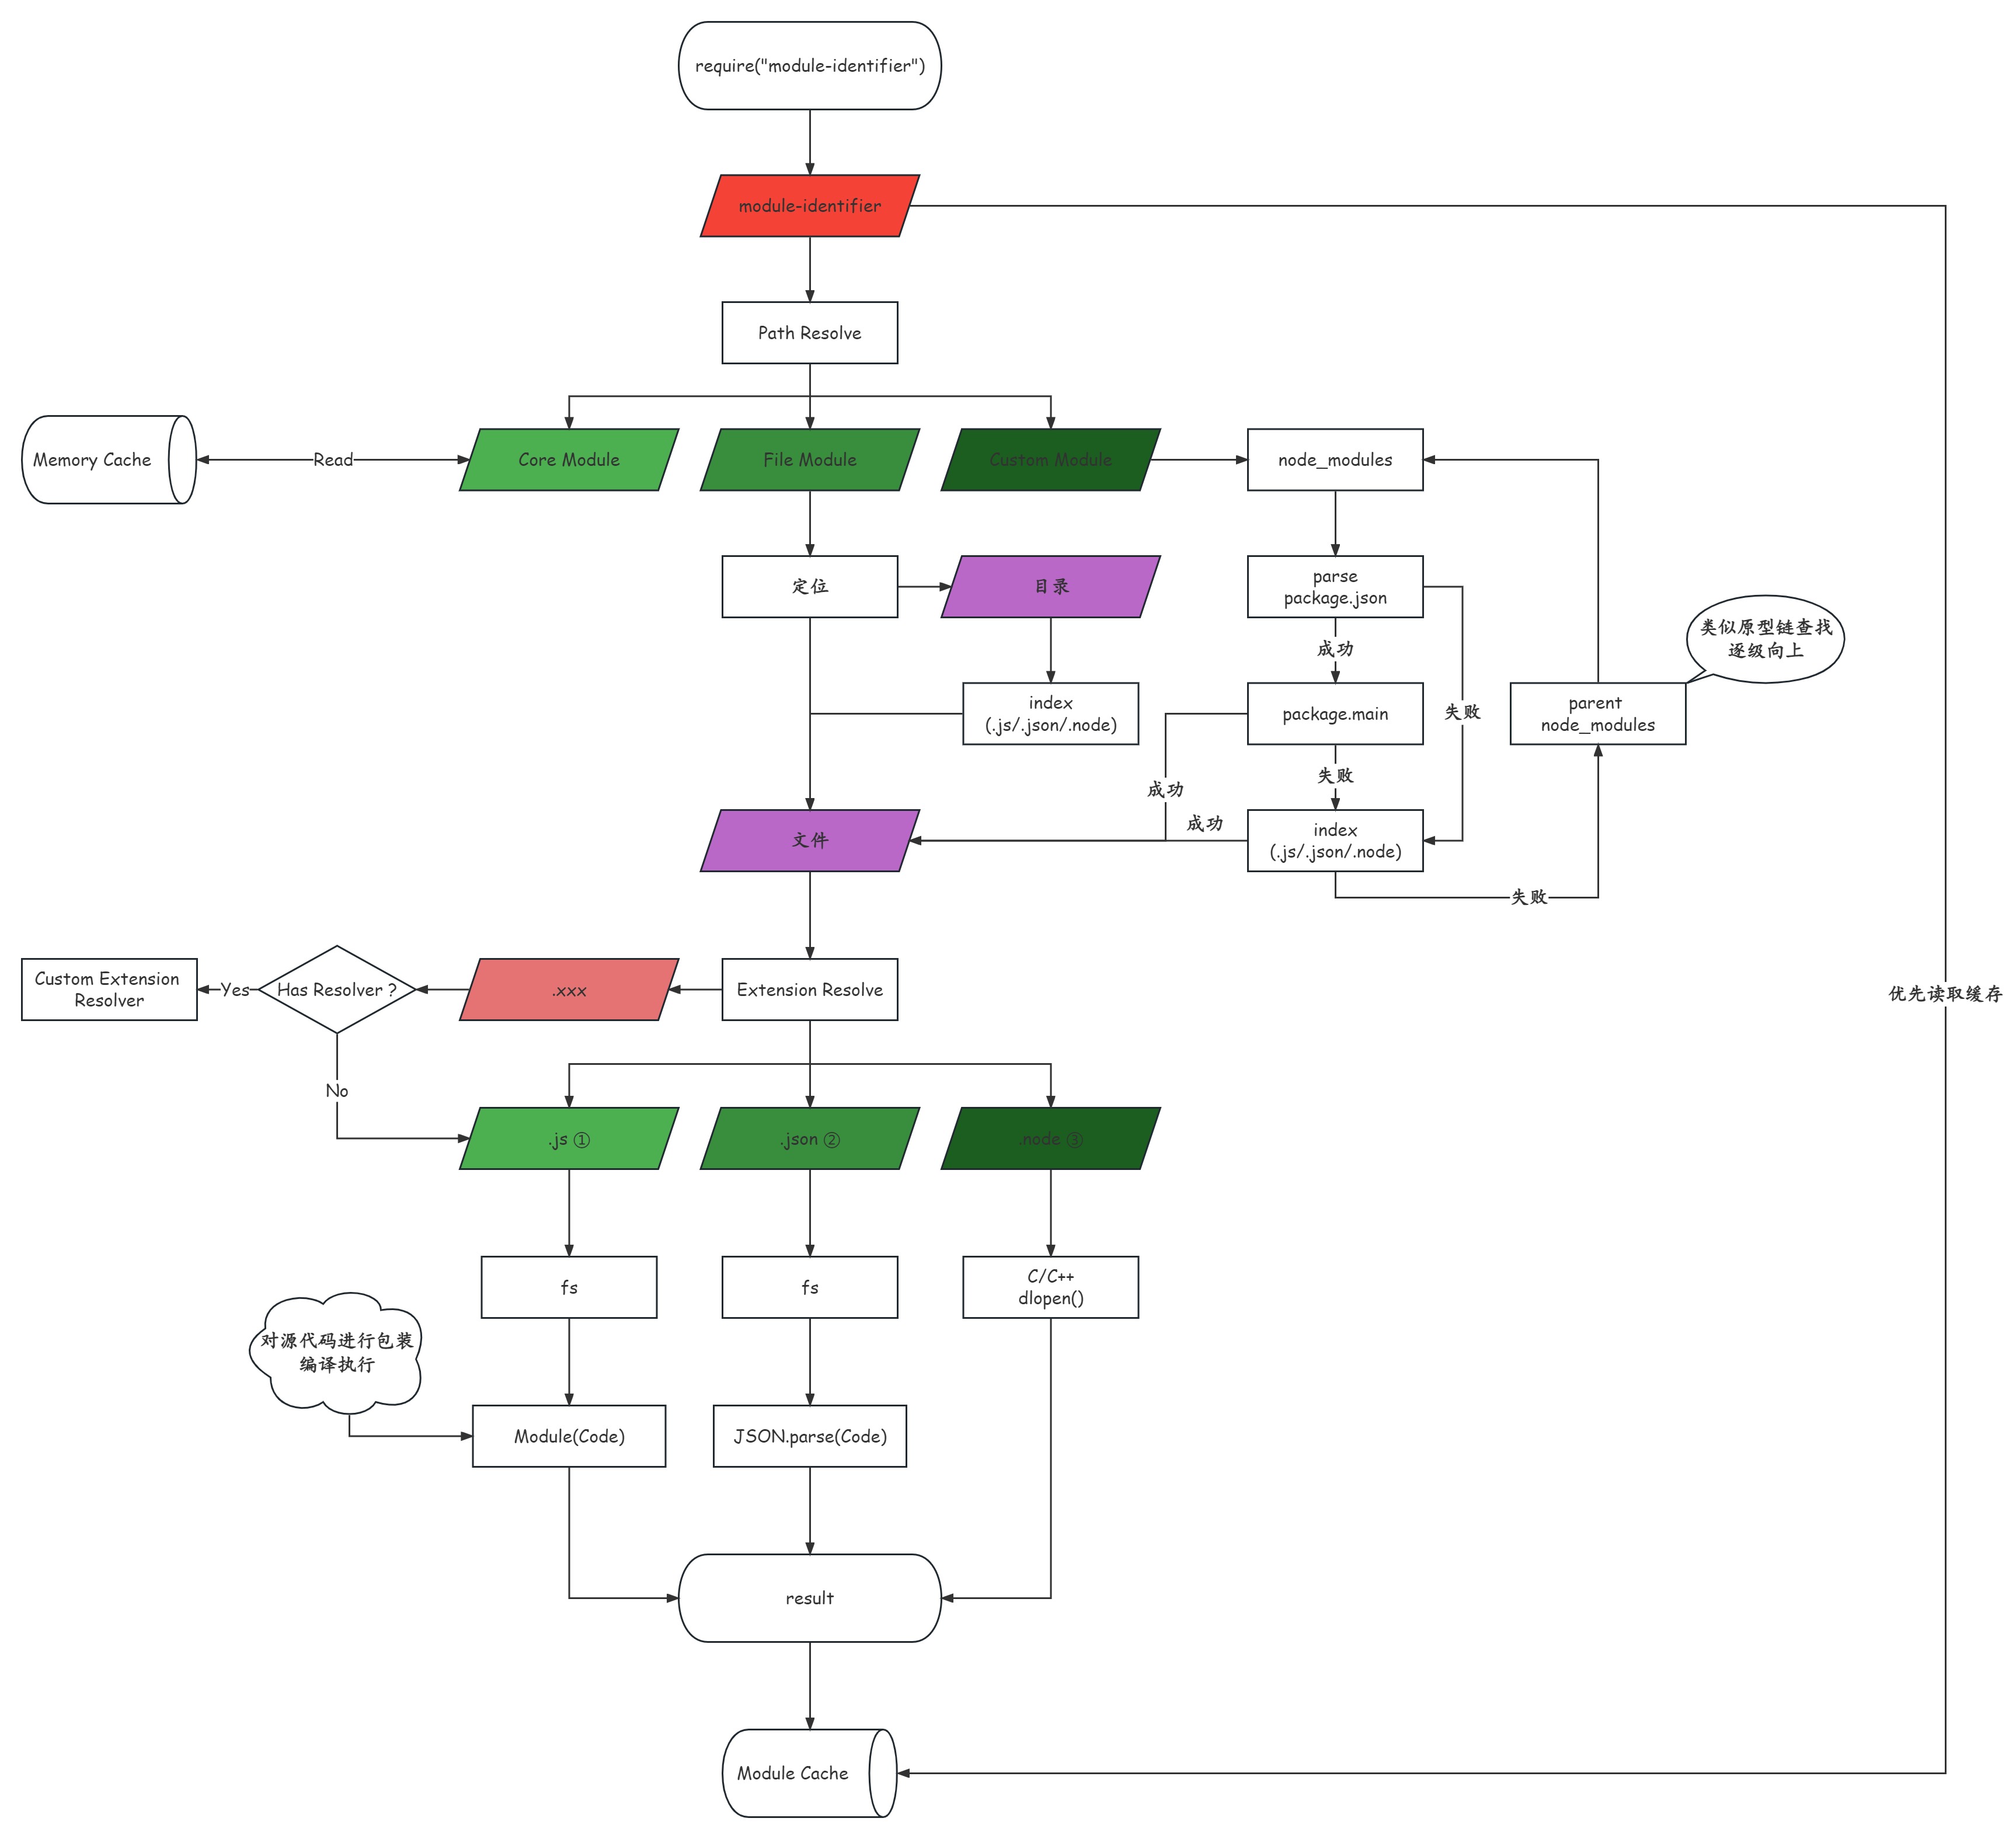 require("module-identifier")
module-identifier
Path Resolve
Memory Cache
Read
Core Module
File Module
Custom Module
node_modules
定位
目录
parse
package.json
类似原型链查找
逐级向上
成功
index
(.js/.json/.node)
package.main
失败
parent
node_modules
失败
成功
成功
文件
index
(.js/.json/.node)
失败
Custom Extension
Resolver
Yes
Has Resolver ?
.xxx
Extension Resolve
优先读取缓存
No
.js ①
.json ②
.node ③
fs
fs
C/C++
dlopen()
对源代码进行包装
编译执行
Module(Code)
JSON.parse(Code)
result
Module Cache